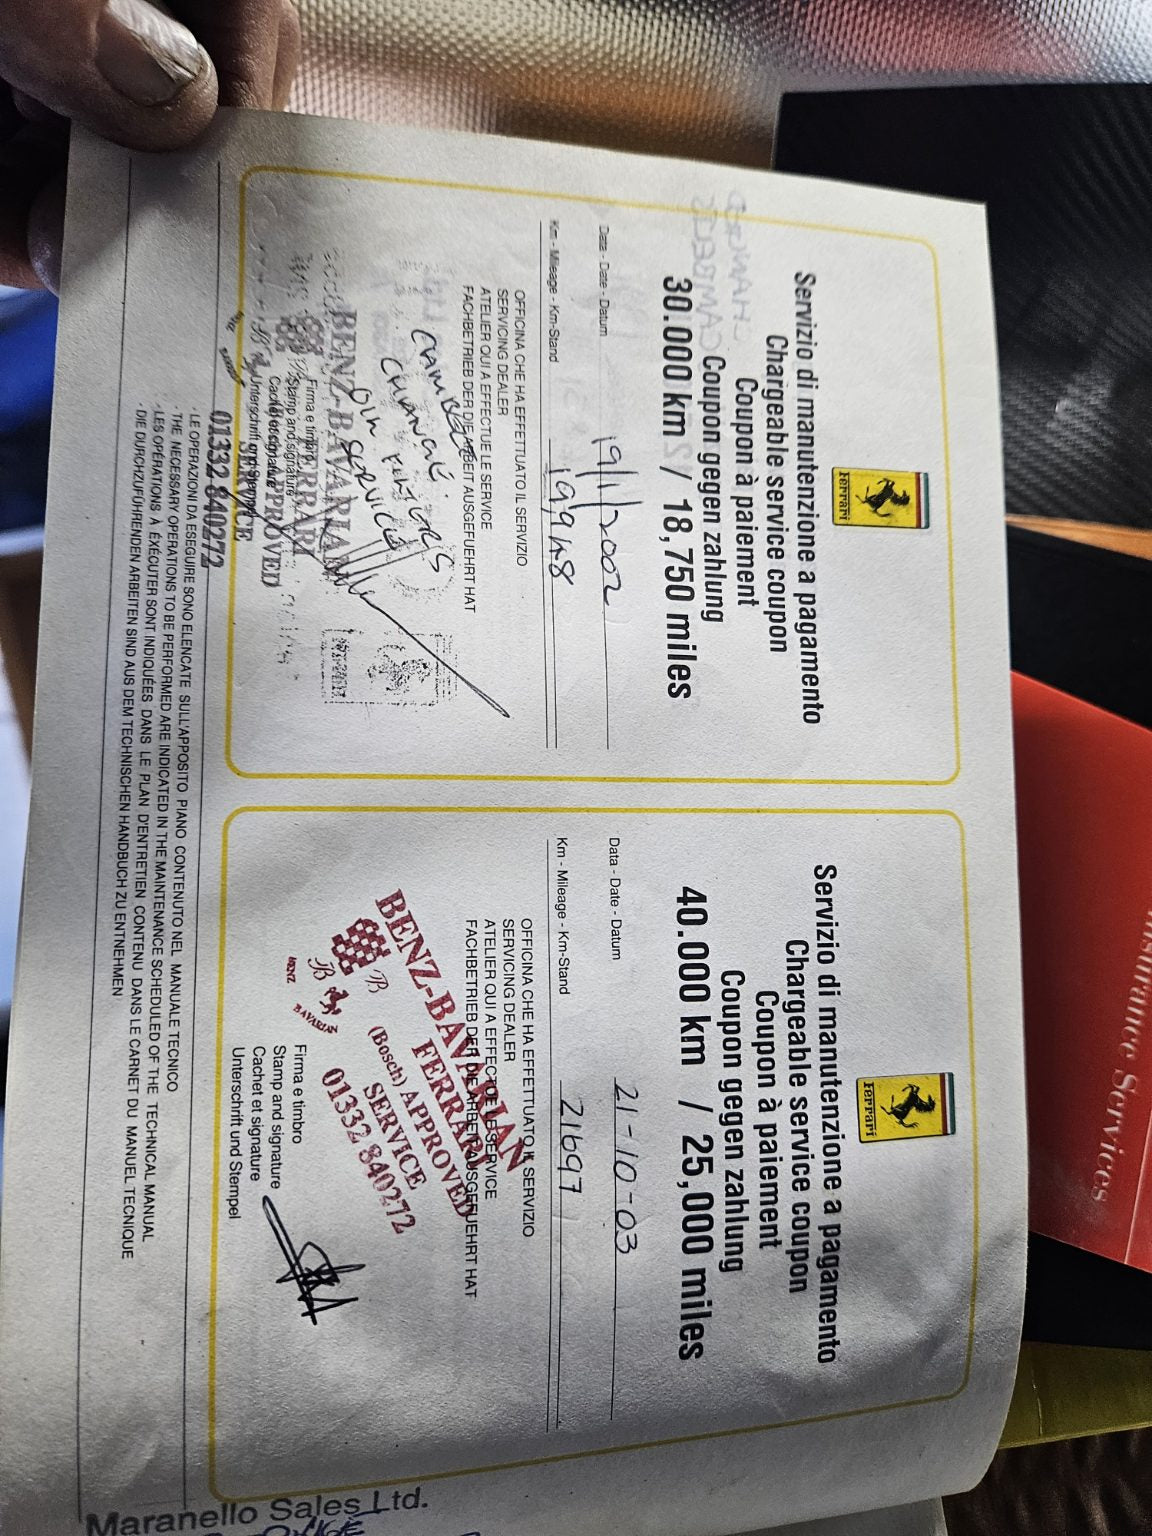 Ferrari
Servizio di manutenzione a pagamento
Chargeable service coupon
Coupon à paiement
Coupon gegen zahlung
30.000 km / 18,750 miles
Data - Date - Datum 19/1/2002
Km - Mileage - Km-Stand 19948
OFFICINA CHE HA EFFETTUATO IL SERVIZIO
SERVICING DEALER
ATELIER QUI A EFFECTUE LE SERVICE
FACHBETRIEB DER DIE ARBEIT AUSGEFUEHRT HAT
CAMBELTS
CHANGED
OIL SERVICE
BENZ-BAVARIAN
FERRARI
APPROVED
SERVICE
01332 840272
Firma e timbro
Stamp and signature
Cachet et signature
Unterschrift und Stempel
Ferrari
Servizio di manutenzione a pagamento
Chargeable service coupon
Coupon à paiement
Coupon gegen zahlung
40.000 km / 25,000 miles
Data - Date - Datum 21-10-03
Km - Mileage - Km-Stand 21697
OFFICINA CHE HA EFFETTUATO IL SERVIZIO
SERVICING DEALER
ATELIER QUI A EFFECTUE LE SERVICE
FACHBETRIEB DER DIE ARBEIT AUSGEFUEHRT HAT
BENZ-BAVARIAN
FERRARI
(Bosch) APPROVED
SERVICE
01332 840272
BENZ
BAVARIAN
Firma e timbro
Stamp and signature
Cachet et signature
Unterschrift und Stempel
- LE OPERAZIONI DA ESEGUIRE SONO ELENCATE SULL'APPOSITO PIANO CONTENUTO NEL MANUALE TECNICO
- THE NECESSARY OPERATIONS TO BE PERFORMED ARE INDICATED IN THE MAINTENANCE SCHEDULED OF THE TECHNICAL MANUAL
- LES OPÉRATIONS À ÉXÉCUTER SONT INDIQUÉES DANS LE PLAN D'ENTRETIEN CONTENU DANS LE CARNET DU MANUEL TECNIQUE
- DIE DURCHZUFÜHRENDEN ARBEITEN SIND AUS DEM TECHNISCHEN HANDBUCH ZU ENTNEHMEN
Maranello Sales Ltd.
Insurance Services